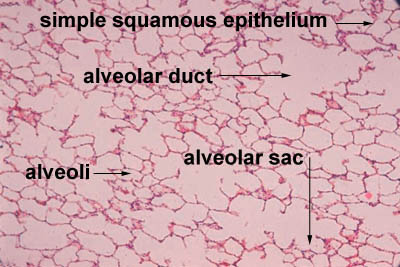 simple squamous epithelium
alveolar duct
alveolar sac
alveoli